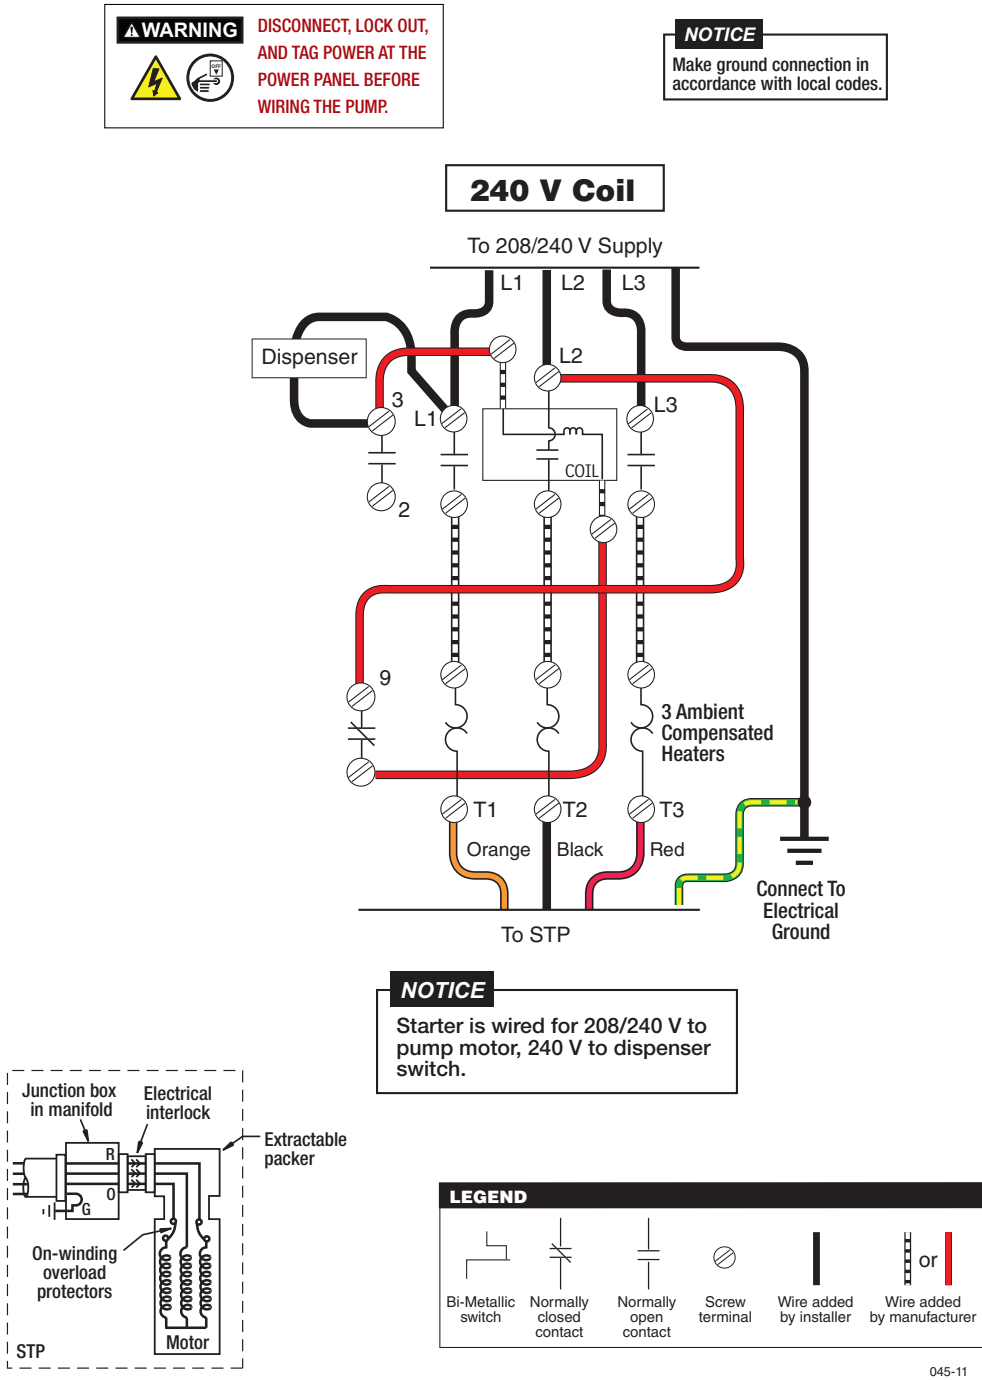 WARNING
DISCONNECT, LOCK OUT,
AND TAG POWER AT THE
POWER PANEL BEFORE
WIRING THE PUMP.
OFF
NOTICE
Make ground connection in
accordance with local codes.
240 V Coil
To 208/240 V Supply
L1
L2
L3
Dispenser
L2
3
L1
L3
COIL
2
9
3 Ambient
Compensated
Heaters
T1
T2
T3
Orange
Black
Red
Connect To
Electrical
Ground
To STP
NOTICE
Starter is wired for 208/240 V to
pump motor, 240 V to dispenser
switch.
Junction box
in manifold
Electrical
interlock
Extractable
packer
R
O
G
On-winding
overload
protectors
Motor
STP
LEGEND
or
Bi-Metallic
switch
Normally
closed
contact
Normally
open
contact
Screw
terminal
Wire added
by installer
Wire added
by manufacturer
045-11